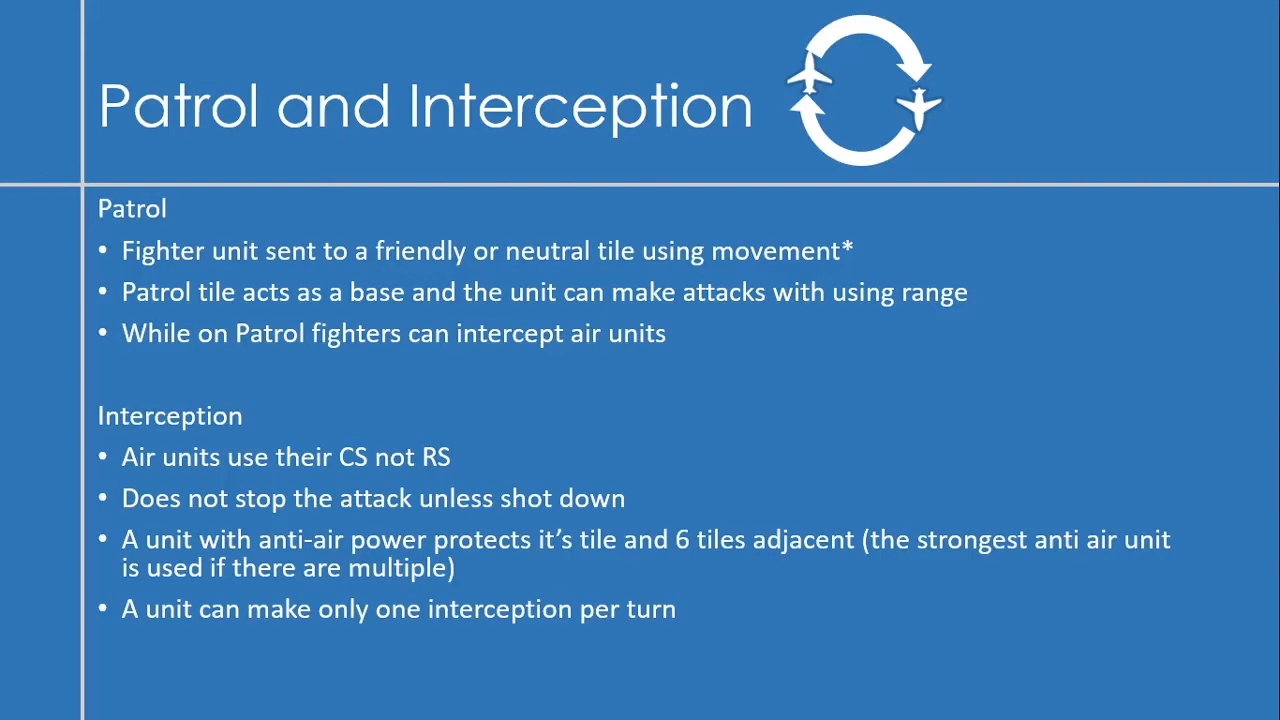 Patrol and Interception
Patrol
• Fighter unit sent to a friendly or neutral tile using movement*
• Patrol tile acts as a base and the unit can make attacks with using range
• While on Patrol fighters can intercept air units
Interception
• Air units use their CS not RS
• Does not stop the attack unless shot down
• A unit with anti-air power protects it's tile and 6 tiles adjacent (the strongest anti air unit
is used if there are multiple)
• A unit can make only one interception per turn